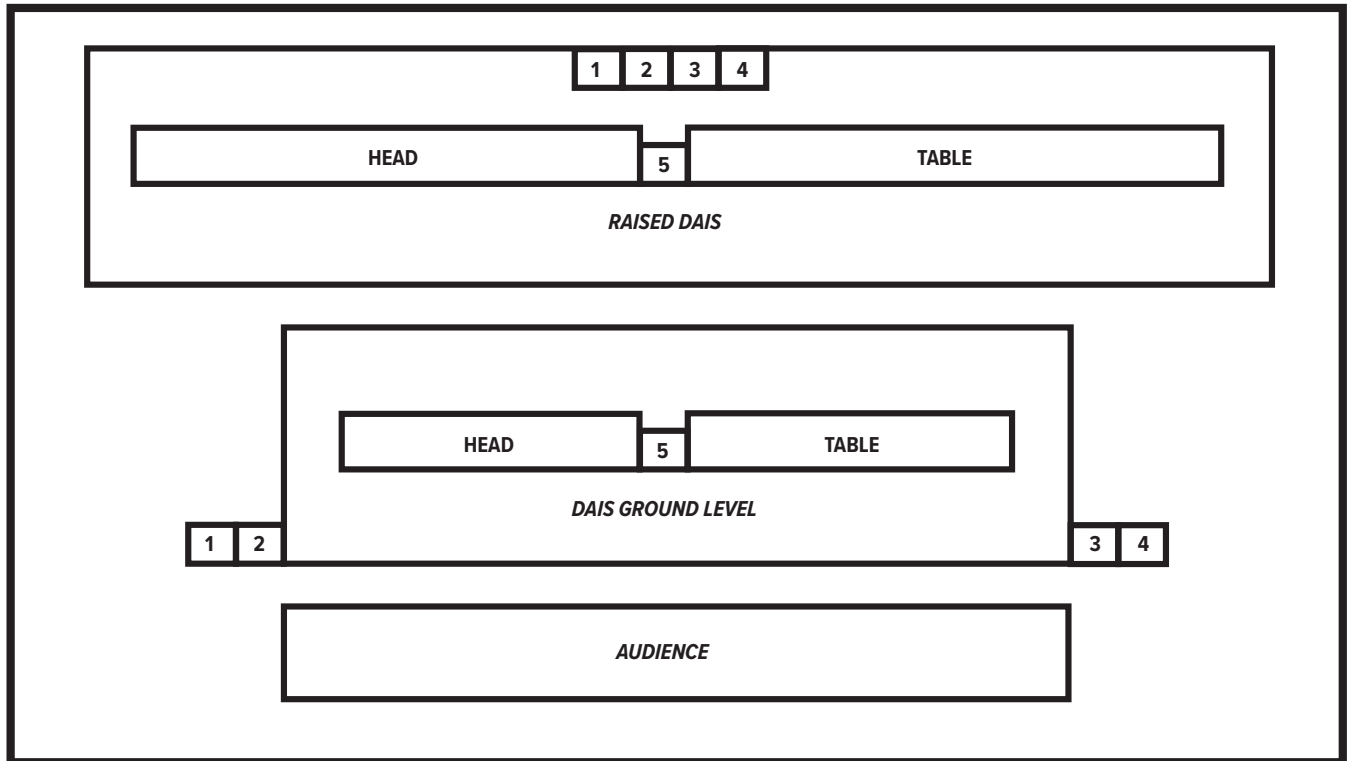 1 2 3 4
HEAD 5 TABLE
RAISED DAIS
HEAD 5 TABLE
DAIS GROUND LEVEL
1 2 3 4
AUDIENCE